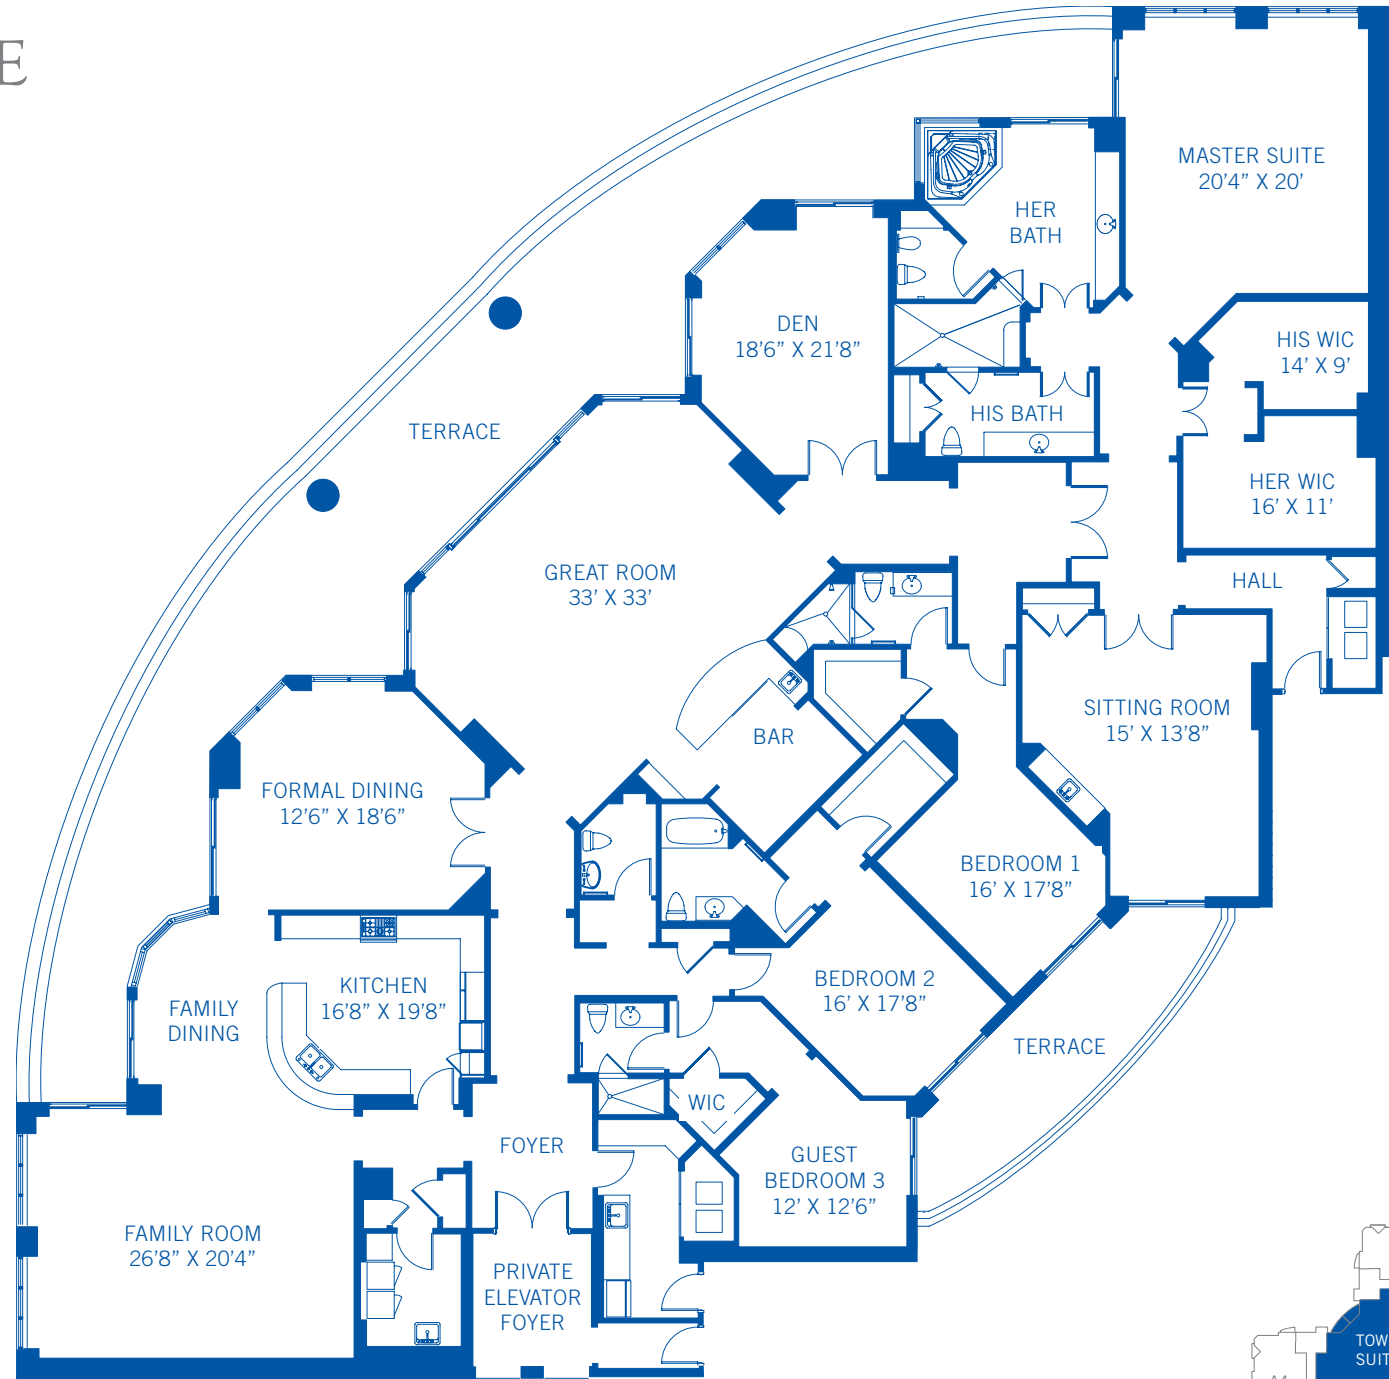 E
MASTER SUITE
20’4” X 20’
HER
BATH
DEN
18’6” X 21’8”
HIS WIC
14’ X 9’
HIS BATH
TERRACE
HER WIC
16’ X 11’
GREAT ROOM
33’ X 33’
HALL
SITTING ROOM
15’ X 13’8”
BAR
FORMAL DINING
12’6” X 18’6”
BEDROOM 1
16’ X 17’8”
KITCHEN
16’8” X 19’8”
BEDROOM 2
16’ X 17’8”
FAMILY
DINING
TERRACE
WIC
FOYER
GUEST
BEDROOM 3
12’ X 12’6”
FAMILY ROOM
26’8” X 20’4”
PRIVATE
ELEVATOR
FOYER
TOW
SUIT